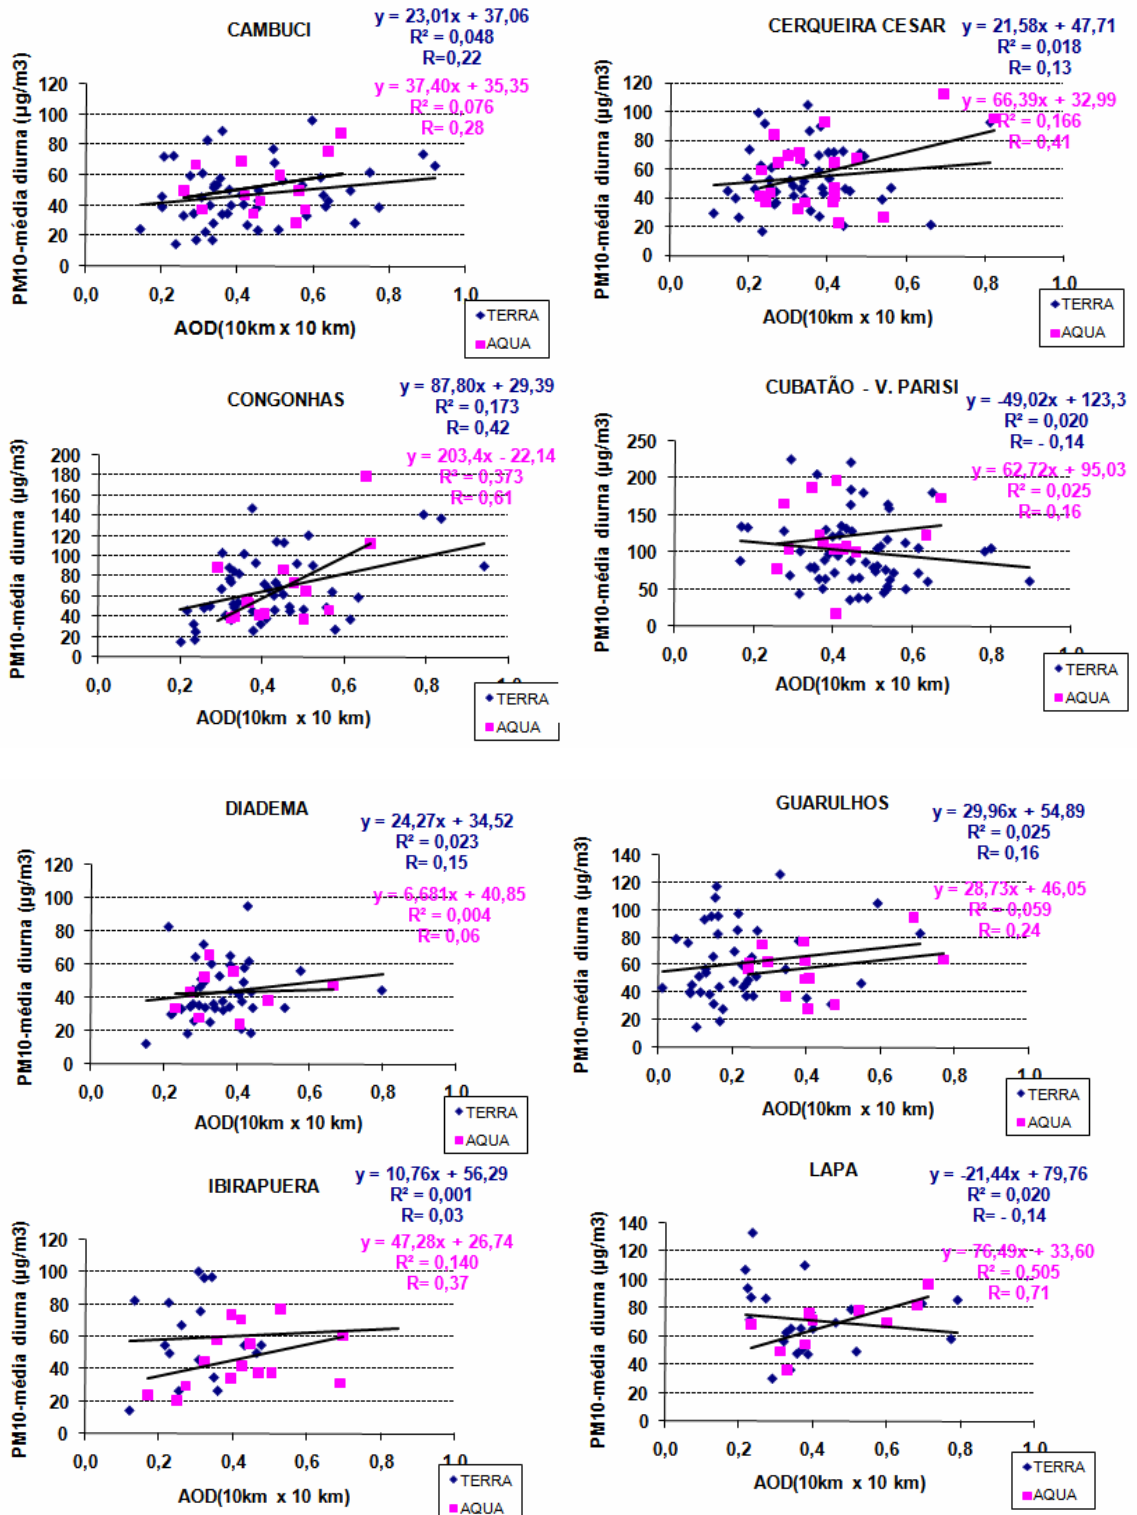 CAMBUCI
y = 23,01x + 37,06
R² = 0,048
R=0,22
y = 37,40x + 35,35
R² = 0,076
R= 0,28
PM10-média diurna (µg/m3)
120
100
80
60
40
20
0
0,0 0,2 0,4 0,6 0,8 1,0
AOD(10km x 10 km)
TERRA
AQUA
CERQUEIRA CESAR
y = 21,58x + 47,71
R² = 0,018
R= 0,13
y = 66,39x + 32,99
R² = 0,166
R= 0,41
PM10-média diurna (µg/m3)
120
100
80
60
40
20
0
0,0 0,2 0,4 0,6 0,8 1,0
AOD(10km x 10 km)
TERRA
AQUA
CONGONHAS
y = 87,80x + 29,39
R² = 0,173
R= 0,42
y = 203,4x - 22,14
R² = 0,373
R= 0,61
PM10-média diurna (µg/m3)
200
180
160
140
120
100
80
60
40
20
0
0,0 0,2 0,4 0,6 0,8 1,0
AOD(10km x 10 km)
TERRA
AQUA
CUBATÃO - V. PARISI
y = -49,02x + 123,3
R² = 0,020
R= - 0,14
y = 62,72x + 95,03
R² = 0,025
R= 0,16
PM10-média diurna (µg/m3)
250
200
150
100
50
0
0,0 0,2 0,4 0,6 0,8 1,0
AOD(10km x 10 km)
TERRA
AQUA
DIADEMA
y = 24,27x + 34,52
R² = 0,023
R= 0,15
y = 6,681x + 40,85
R² = 0,004
R= 0,06
PM10-média diurna (µg/m3)
120
100
80
60
40
20
0
0,0 0,2 0,4 0,6 0,8 1,0
AOD(10km x 10 km)
TERRA
AQUA
GUARULHOS
y = 29,96x + 54,89
R² = 0,025
R= 0,16
y = 28,73x + 46,05
R² = 0,059
R= 0,24
PM10-média diurna (µg/m3)
140
120
100
80
60
40
20
0
0,0 0,2 0,4 0,6 0,8 1,0
AOD(10km x 10 km)
TERRA
AQUA
IBIRAPUERA
y = 10,76x + 56,29
R² = 0,001
R= 0,03
y = 47,28x + 26,74
R² = 0,140
R= 0,37
PM10-média diurna (µg/m3)
120
100
80
60
40
20
0
0,0 0,2 0,4 0,6 0,8 1,0
AOD(10km x 10 km)
TERRA
AQUA
LAPA
y = -21,44x + 79,76
R² = 0,020
R= - 0,14
y = 76,49x + 33,60
R² = 0,505
R= 0,71
PM10-média diurna (µg/m3)
140
120
100
80
60
40
20
0
0,0 0,2 0,4 0,6 0,8 1,0
AOD(10km x 10 km)
TERRA
AQUA